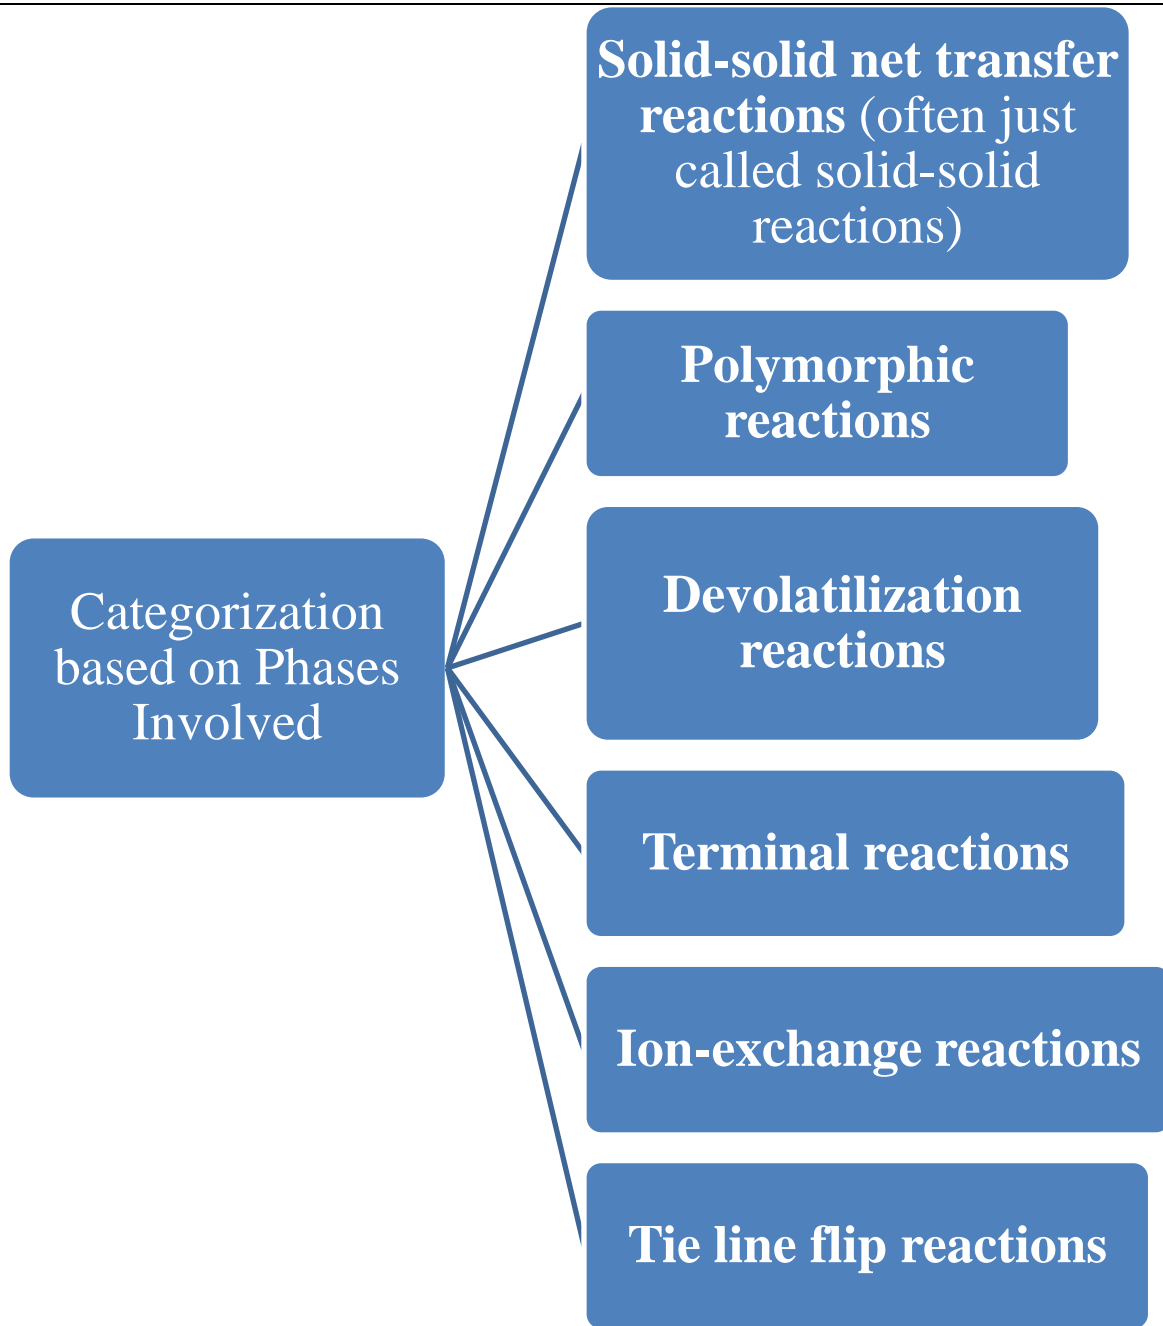 Solid-solid net transfer
reactions (often just
called solid-solid
reactions)
Polymorphic
reactions
Devolatilization
reactions
Categorization
based on Phases
Involved
Terminal reactions
Ion-exchange reactions
Tie line flip reactions